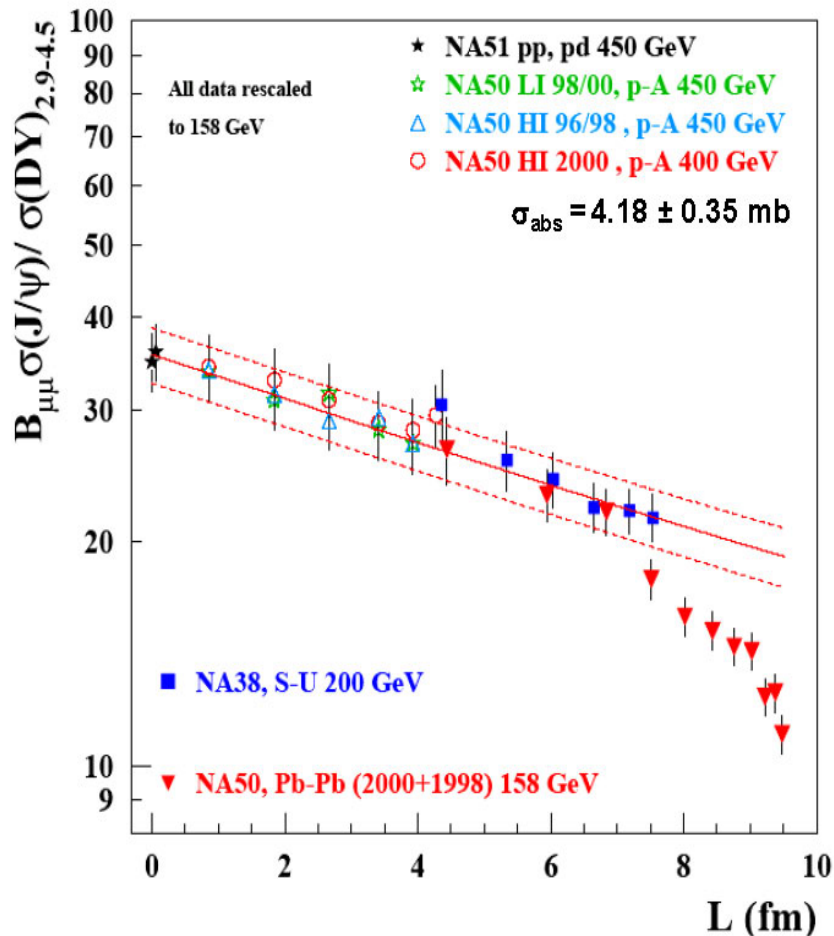 100
90
80
70
60
50
40
30
20
10
9
B_μμ σ(J/ψ)/ σ(DY)_2.9-4.5
All data rescaled
to 158 GeV
NA51 pp, pd 450 GeV
NA50 LI 98/00, p-A 450 GeV
NA50 HI 96/98 , p-A 450 GeV
NA50 HI 2000 , p-A 400 GeV
σ_abs = 4.18 ± 0.35 mb
NA38, S-U 200 GeV
NA50, Pb-Pb (2000+1998) 158 GeV
0 2 4 6 8 10
L (fm)